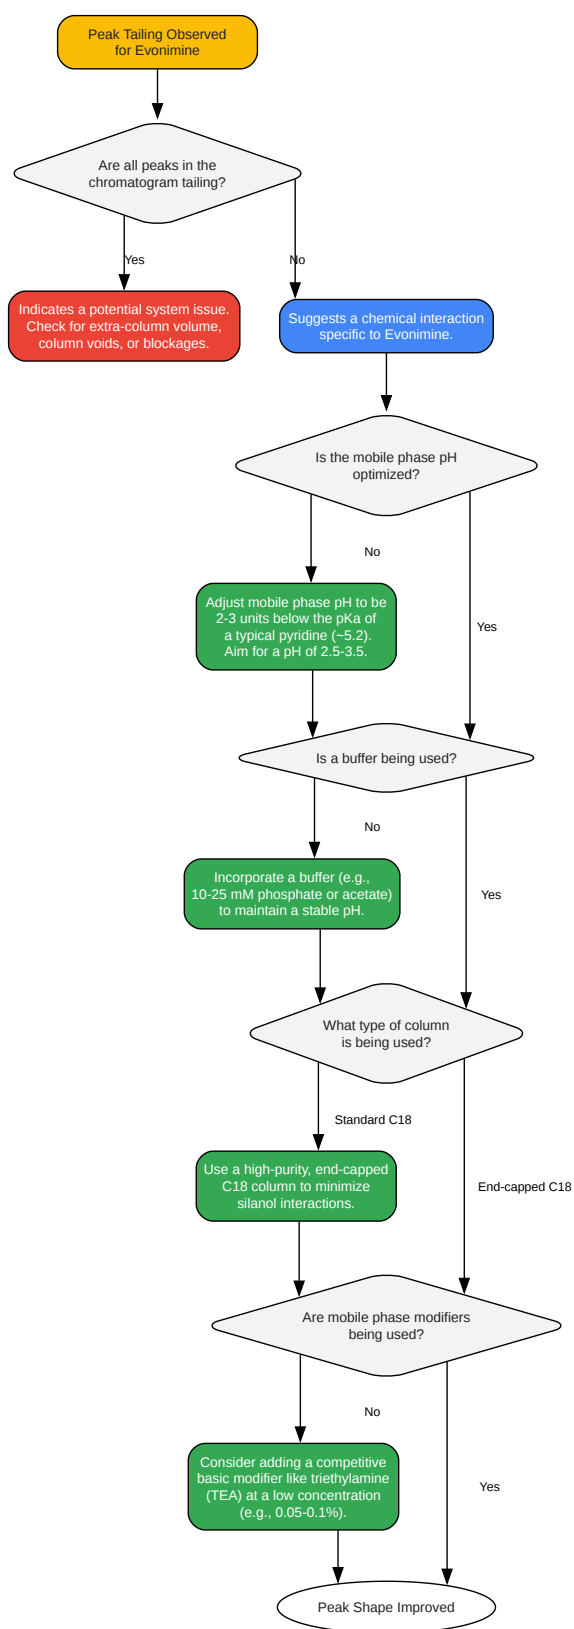 Peak Tailing Observed
for Evonimine
Are all peaks in the
chromatogram tailing?
Yes
No
Indicates a potential system issue.
Check for extra-column volume,
column voids, or blockages.
Suggests a chemical interaction
specific to Evonimine.
Is the mobile phase pH
optimized?
No
Adjust mobile phase pH to be
2-3 units below the pKa of
a typical pyridine (~5.2).
Aim for a pH of 2.5-3.5.
Yes
Is a buffer being used?
No
Incorporate a buffer (e.g.,
10-25 mM phosphate or acetate)
to maintain a stable pH.
Yes
What type of column
is being used?
Standard C18
Use a high-purity, end-capped
C18 column to minimize
silanol interactions.
End-capped C18
Are mobile phase modifiers
being used?
No
Consider adding a competitive
basic modifier like triethylamine
(TEA) at a low concentration
(e.g., 0.05-0.1%).
Yes
Peak Shape Improved